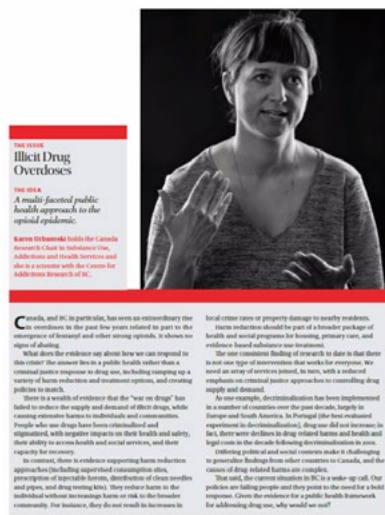 THE ISSUE
Illicit Drug
Overdoses
THE IDEA
A multi-faceted public
health approach to the
opioid epidemic.
Karen Urbanoski holds the Canada
Research Chair in Substance Use,
Addictions and Health Services and
she is a scientist with the Centre for
Addictions Research of BC.
Canada, and BC in particular, has seen an extraordinary rise
in overdoses in the past few years related in part to the
emergence of fentanyl and other strong opioids. It shows no
signs of abating.
What does the evidence say about how we can respond to
this crisis? The answer lies in a public health rather than a
criminal justice response to drug use, including ramping up a
variety of harm reduction and treatment options, and creating
policies to match.
There is a wealth of evidence that the "war on drugs" has
failed to reduce the supply and demand of illicit drugs, while
causing extensive harms to individuals and communities.
People who use drugs have been criminalized and
stigmatized, with negative impacts on their health and safety,
their ability to access health and social services, and their
capacity for recovery.
In contrast, there is evidence supporting harm reduction
approaches (including supervised consumption sites,
prescription of injectable heroin, distribution of clean needles
and pipes, and drug testing kits). They reduce harm to the
individual without increasing harm or risk to the broader
community. For instance, they do not result in increases in
local crime rates or property damage to nearby residents.
Harm reduction should be part of a broader package of
health and social programs for housing, primary care, and
evidence-based substance use treatment.
The one consistent finding of research to date is that there
is not one type of intervention that works for everyone. We
need an array of services joined, in turn, with a reduced
emphasis on criminal justice approaches to controlling drug
supply and demand.
As one example, decriminalization has been implemented
in a number of countries over the past decade, largely in
Europe and South America. In Portugal (the best evaluated
experiment in decriminalization), drug use did not increase; in
fact, there were declines in drug-related harms and health and
legal costs in the decade following decriminalization in 2001.
Differing political and social contexts make it challenging
to generalize findings from other countries to Canada, and the
causes of drug-related harms are complex.
That said, the current situation in BC is a wake-up call. Our
policies are failing people and they point to the need for a bold
response. Given the evidence for a public health framework
for addressing drug use, why would we not?